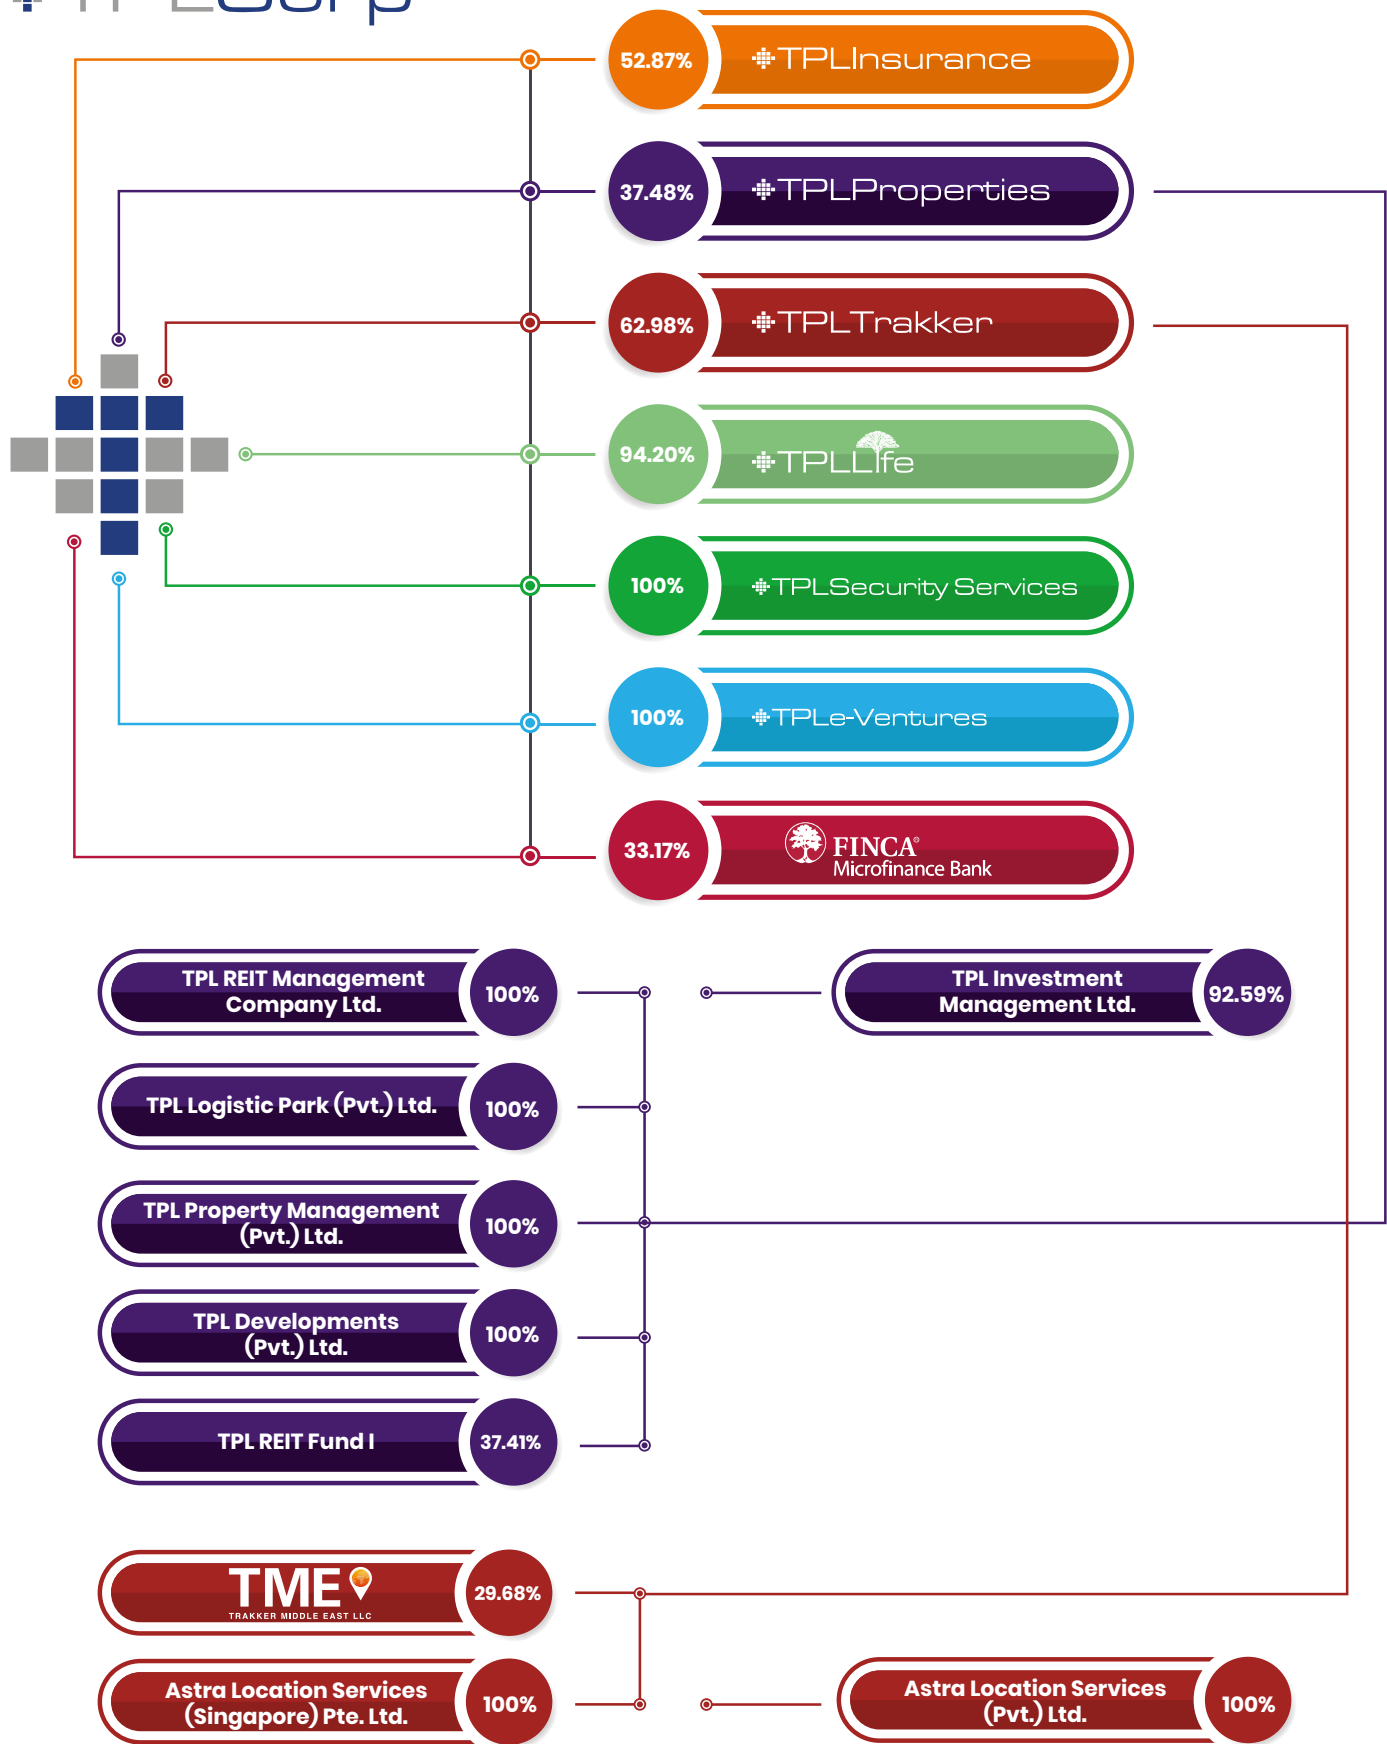 TPLCorp
52.87%
TPLInsurance
37.48%
TPLProperties
62.98%
TPLTrakker
94.20%
TPLLife
100%
TPLSecurity Services
100%
TPLe-Ventures
33.17%
FINCA®
Microfinance Bank
TPL REIT Management
Company Ltd.
100%
TPL Investment
Management Ltd.
92.59%
TPL Logistic Park (Pvt.) Ltd.
100%
TPL Property Management
(Pvt.) Ltd.
100%
TPL Developments
(Pvt.) Ltd.
100%
TPL REIT Fund I
37.41%
TME
TRAKKER MIDDLE EAST LLC
29.68%
Astra Location Services
(Singapore) Pte. Ltd.
100%
Astra Location Services
(Pvt.) Ltd.
100%